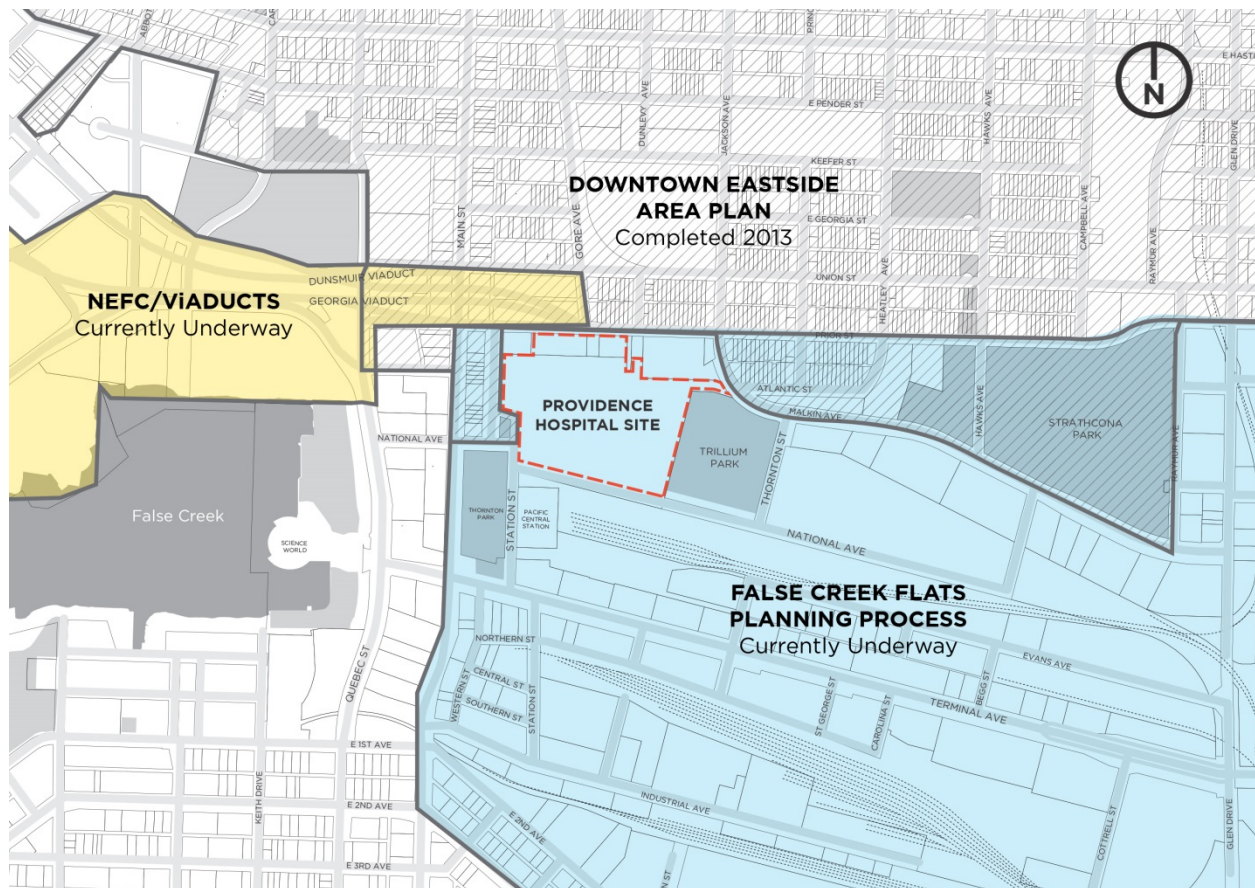 ABBOTT
E HASTA
N
E PENDER ST
DUNLEVY AVE
JACKSON AVE
HAWKS AVE
GLEN DRIVE
KEEFER ST
DOWNTOWN EASTSIDE
AREA PLAN
Completed 2013
E GEORGIA ST
MAIN ST
GORE AVE
CAMPBELL AVE
RAYMUR AVE
DUNSMUIR VIADUCT
UNION ST
HEATLEY AVE
NEFC/ViADUCTS
Currently Underway
GEORGIA VIADUCT
PRIOR ST
ATLANTIC ST
MALKIN AVE
PROVIDENCE
HOSPITAL SITE
HAWKS AVE
STRATHCONA
PARK
RAYMUR AVE
NATIONAL AVE
TRILLIUM
PARK
THORNTON ST
False Creek
SCIENCE
WORLD
THORNTON
PARK
STATION ST
PACIFIC
CENTRAL
STATION
NATIONAL AVE
FALSE CREEK FLATS
PLANNING PROCESS
Currently Underway
QUEBEC ST
NORTHERN ST
CENTRAL ST
SOUTHERN ST
WESTERN ST
STATION ST
ST GEORGE ST
CAROLINA ST
BEGG ST
EVANS AVE
TERMINAL AVE
E 1ST AVE
E 2ND AVE
E 3RD AVE
KEITH DRIVE
E 2ND AVE
INDUSTRIAL AVE
COTTRELL ST
GLEN DRIVE